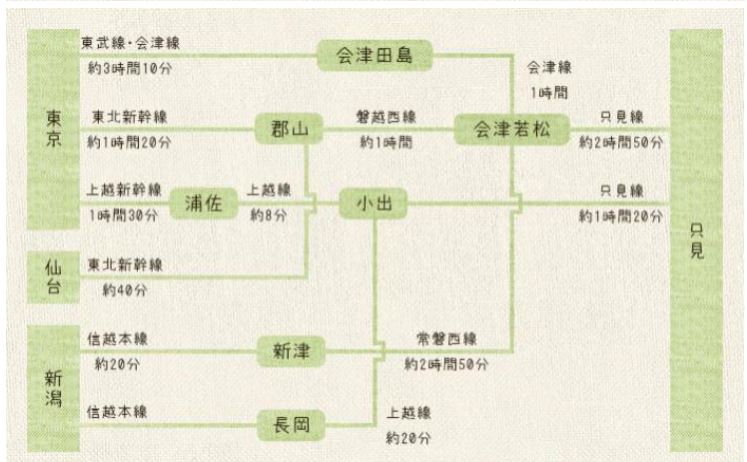 東京
東武線・会津線
約3時間10分
会津田島
会津線
1時間
東北新幹線
約1時間20分
郡山
磐越西線
約1時間
会津若松
只見線
約2時間50分
上越新幹線
1時間30分
浦佐
上越線
約8分
小出
只見線
約1時間20分
只見
仙台
東北新幹線
約40分
新潟
信越本線
約20分
新津
常磐西線
約2時間50分
信越本線
長岡
上越線
約20分